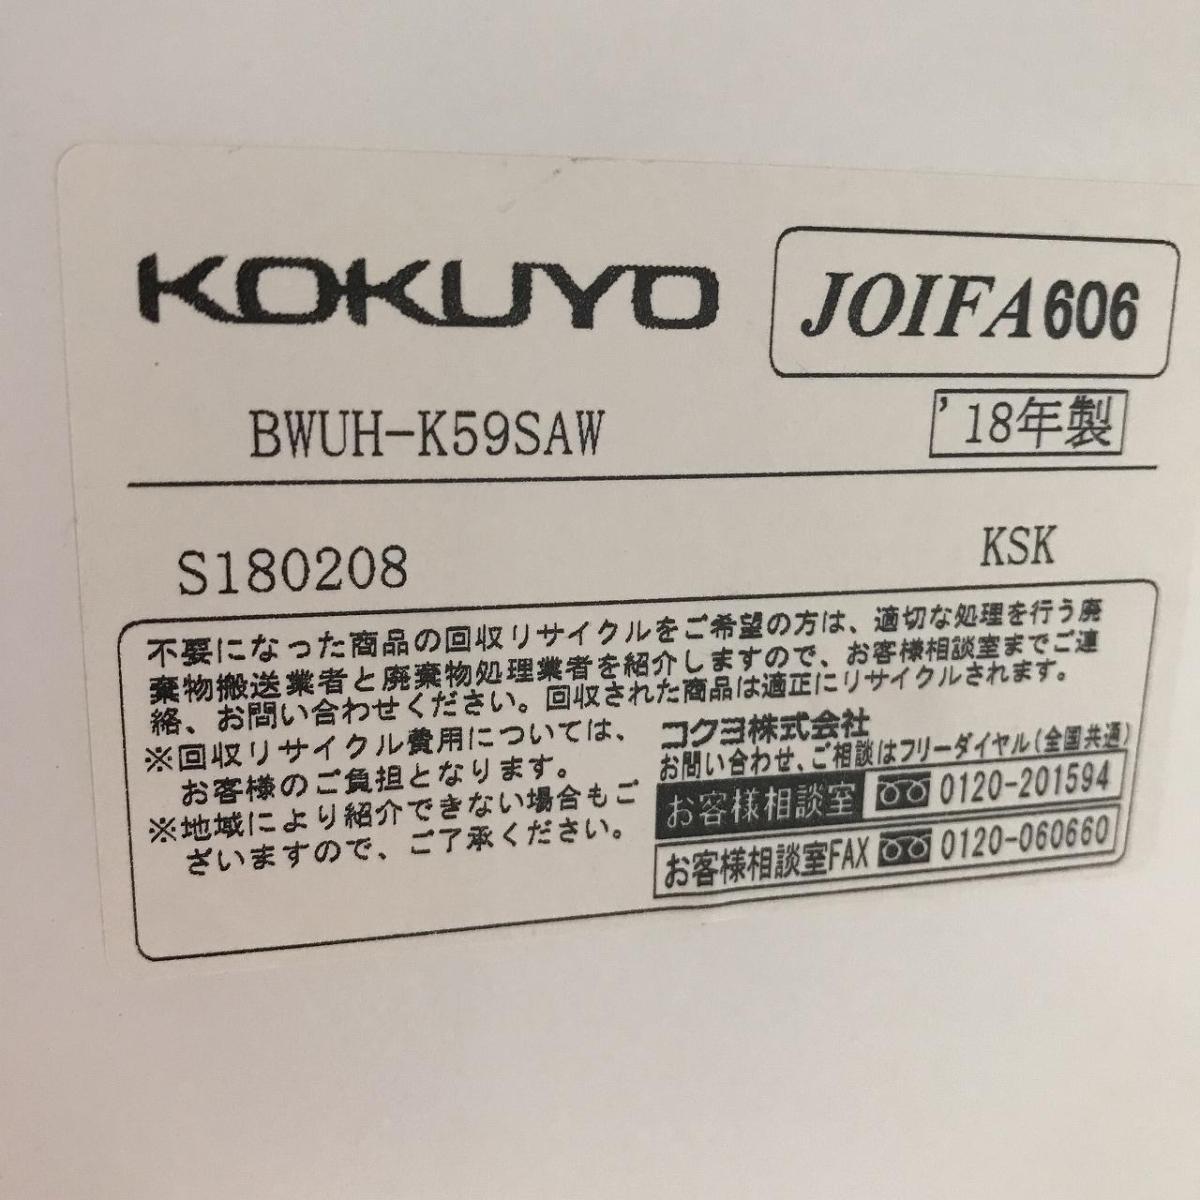 KOKUYO
JOIFA606
BWUH-K59SAW
'18年製
S180208
KSK
不要になった商品の回収リサイクルをご希望の方は、適切な処理を行う廃
棄物搬送業者と廃棄物処理業者を紹介しますので、お客様相談室までご連
絡、お問い合わせください。回収された商品は適正にリサイクルされます。
※回収リサイクル費用については、
お客様のご負担となります。
※地域により紹介できない場合もご
ざいますので、ご了承ください。
コクヨ株式会社
お問い合わせ、ご相談はフリーダイヤル(全国共通)
お客様相談室 0120-201594
お客様相談室FAX 0120-060660